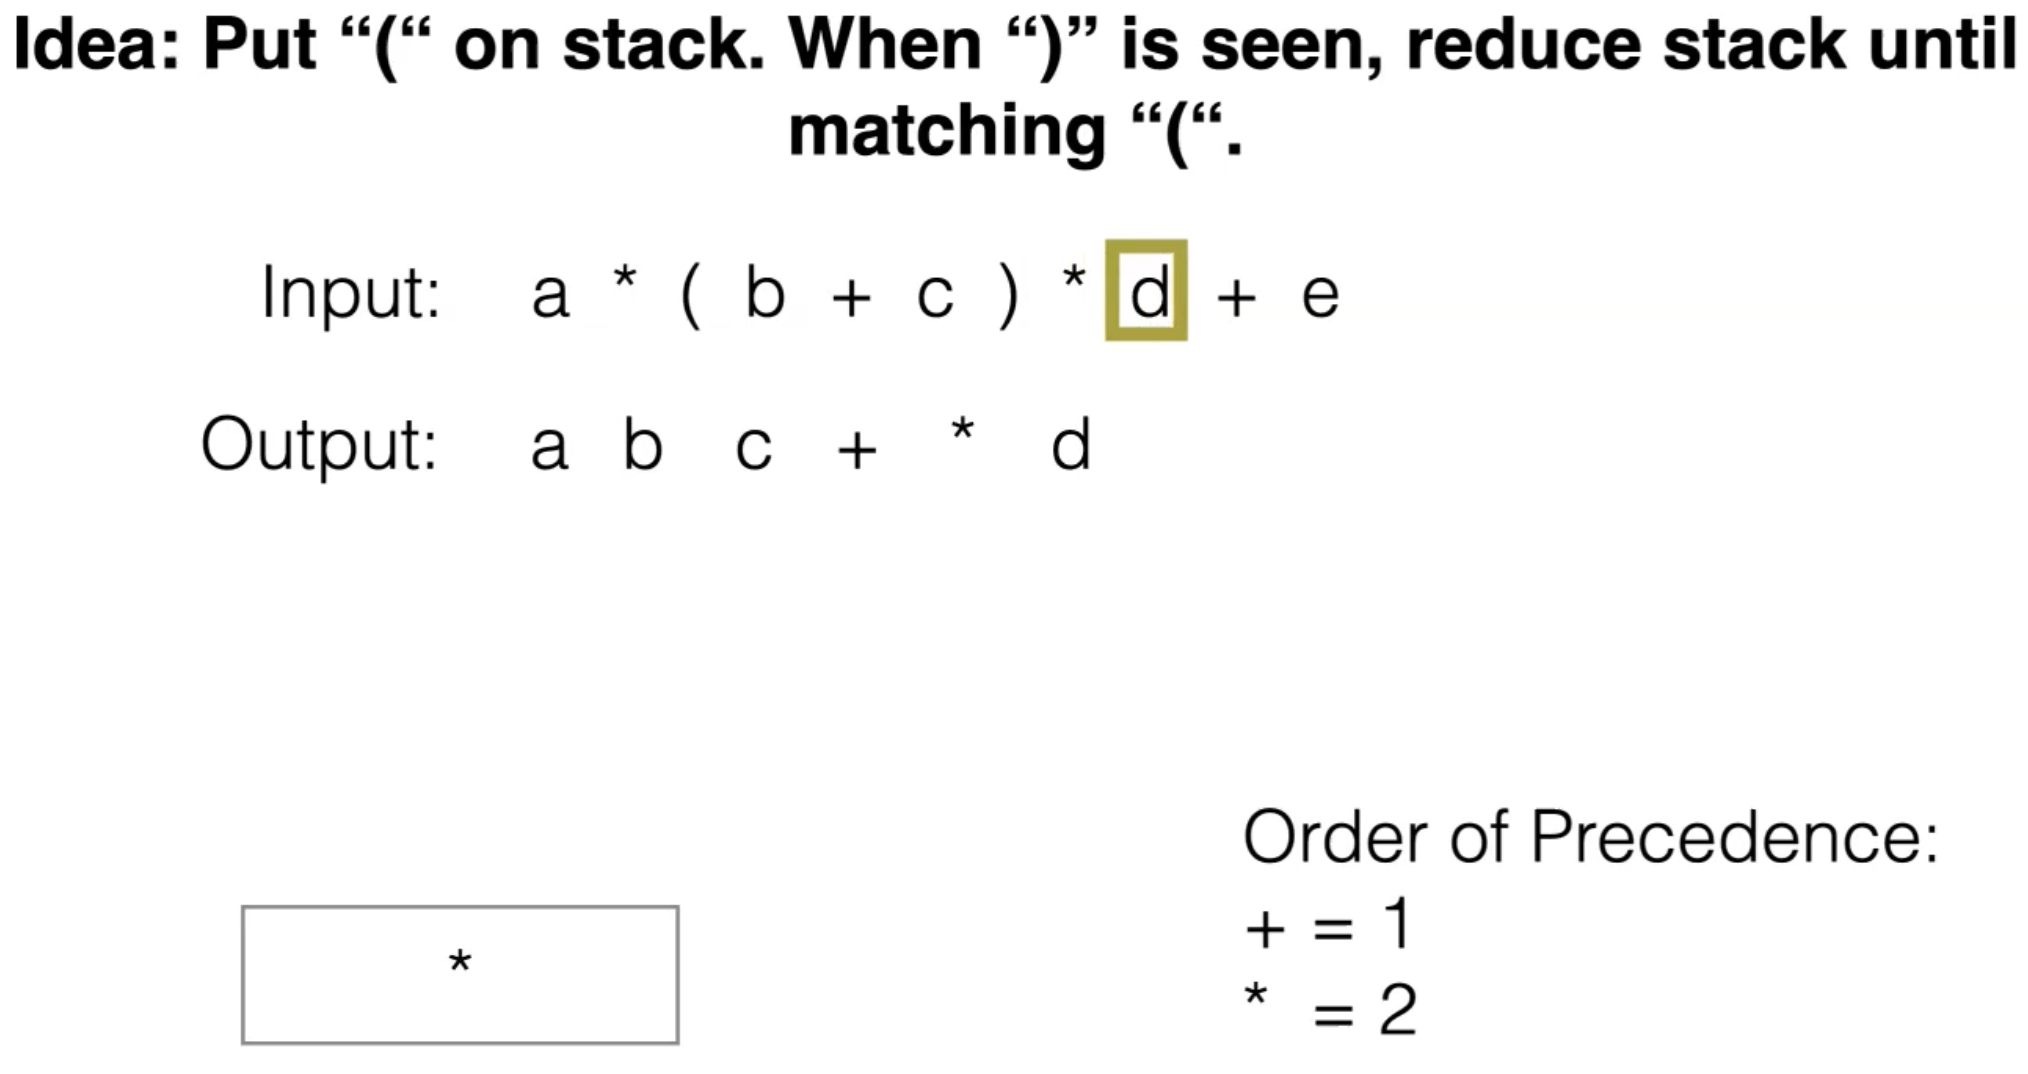 Idea: Put “(“ on stack. When “)” is seen, reduce stack until
matching “(“.
Input: a * ( b + c ) * d + e
Output: a b c + * d
Order of Precedence:
+ = 1
* = 2
*